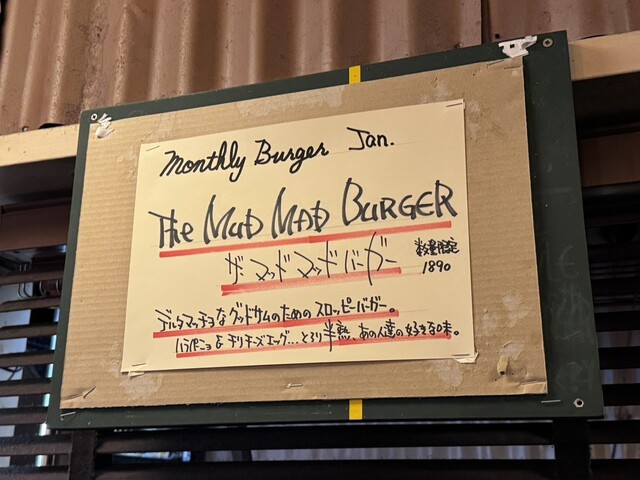 Monthly Burger Jan.
The MUD MAD BURGER
ザ・マッドマッドバーガー
数量限定
1890
デルタマッチョなグッドサムのためのスロッピーバーガー。
ハラペーニョ & チリチーズエッグ...とろり半熟、あの人達の好きな味。